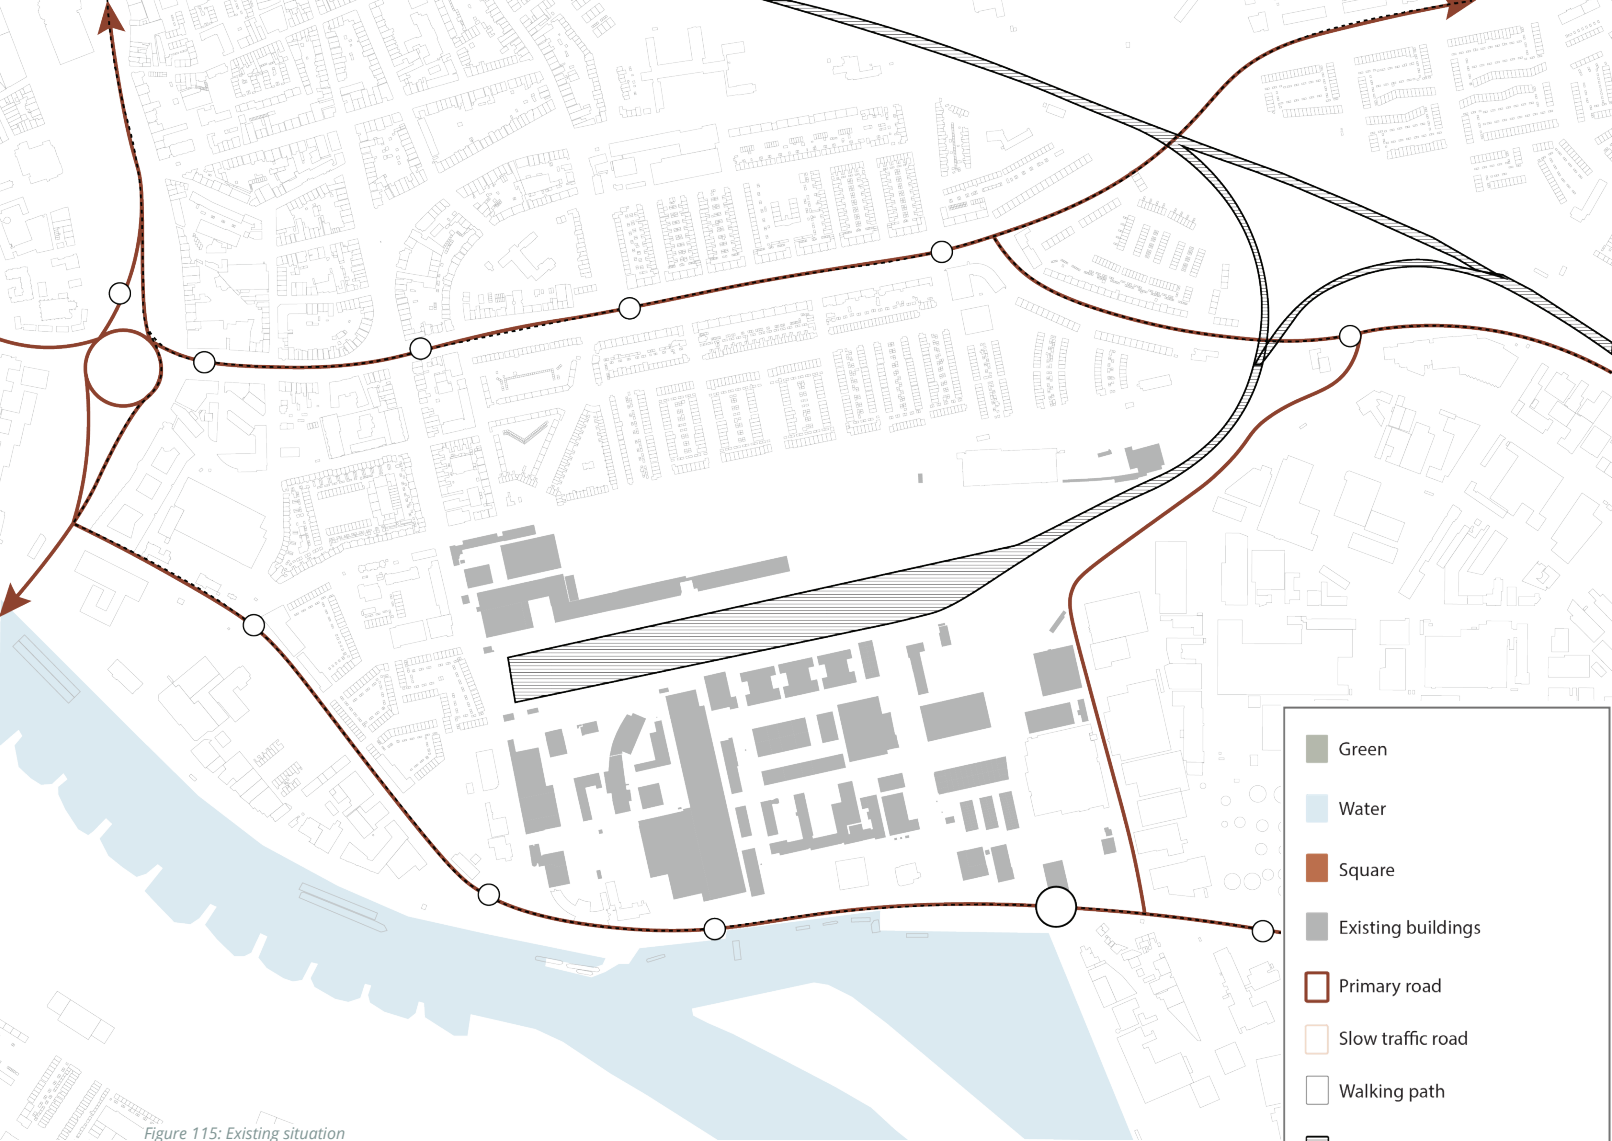 Green
Water
Square
Existing buildings
Primary road
Slow traffic road
Walking path
Figure 115: Existing situation